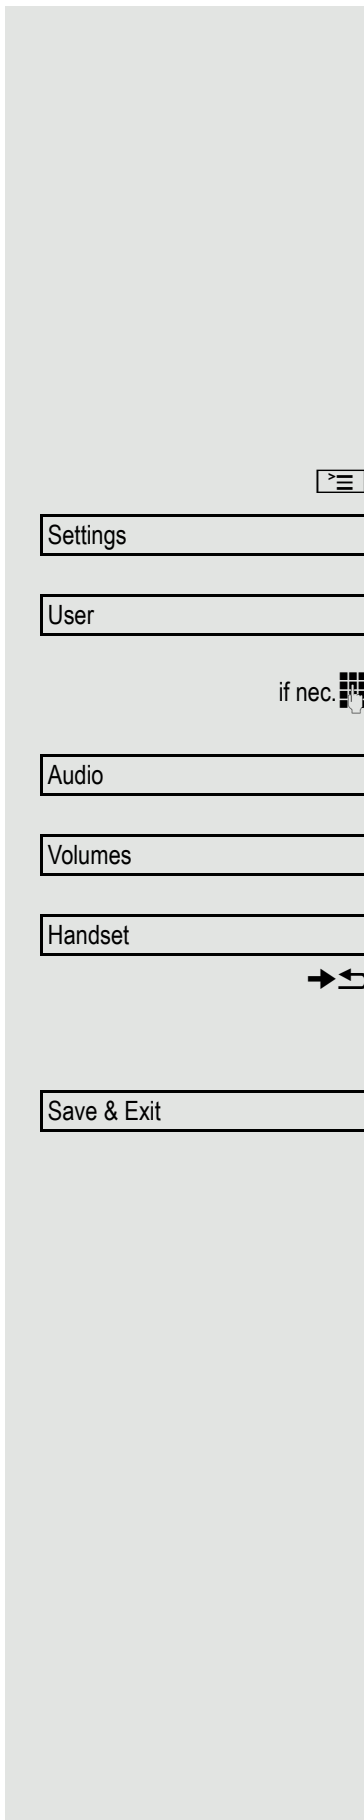 Settings
User
if nec.
Audio
Volumes
Handset
Save & Exit